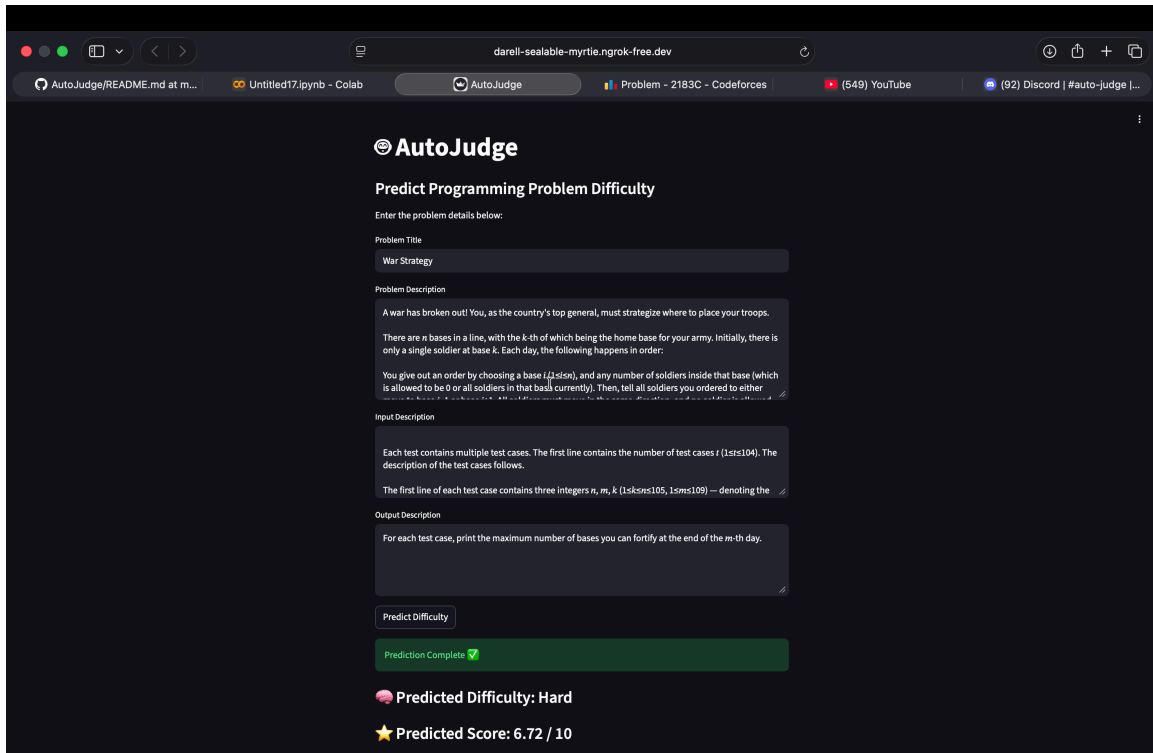 darell-sealable-myrtie.ngrok-free.dev
AutoJudge/README.md at m...
Untitled17.ipynb - Colab
AutoJudge
Problem - 2183C - Codeforces
(549) YouTube
(92) Discord | #auto-judge |...
AutoJudge
Predict Programming Problem Difficulty
Enter the problem details below:
Problem Title
War Strategy
Problem Description
A war has broken out! You, as the country's top general, must strategize where to place your troops.
There are n bases in a line, with the k-th of which being the home base for your army. Initially, there is
only a single soldier at base k. Each day, the following happens in order:
You give out an order by choosing a base i (1≤i≤n), and any number of soldiers inside that base (which
is allowed to be 0 or all soldiers in that base currently). Then, tell all soldiers you ordered to either
Input Description
Each test contains multiple test cases. The first line contains the number of test cases t (1≤t≤104). The
description of the test cases follows.
The first line of each test case contains three integers n, m, k (1≤k≤n≤105, 1≤m≤109) — denoting the
Output Description
For each test case, print the maximum number of bases you can fortify at the end of the m-th day.
Predict Difficulty
Prediction Complete ✅
🧠 Predicted Difficulty: Hard
⭐ Predicted Score: 6.72 / 10